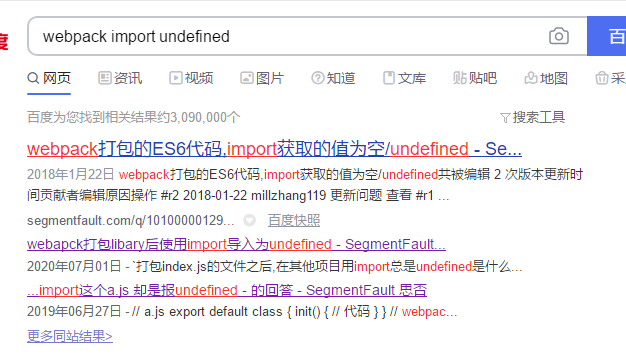 webpack import undefined
百
度
网页 资讯 视频 图片 知道 文库 贴吧 地图 采
百度为您找到相关结果约3,090,000个 搜索工具
webpack打包的ES6代码,import获取的值为空/undefined - Se...
2018年1月22日 webpack打包的ES6代码,import获取的值为空/undefined共被编辑 2 次版本更新时
间贡献者编辑原因操作 #r2 2018-01-22 millzhang119 更新问题 查看 #r1 ...
segmentfault.com/q/10100000129... 百度快照
webapck打包libary后使用import导入为undefined - SegmentFault...
2020年07月01日 - `打包index.js的文件之后,在其他项目用import总是undefined是什么...
...import这个a.js 却是报undefined - 的回答 - SegmentFault 思否
2019年06月27日 - // a.js export default class { init() { // 代码 } } // webpac...
更多同站结果>